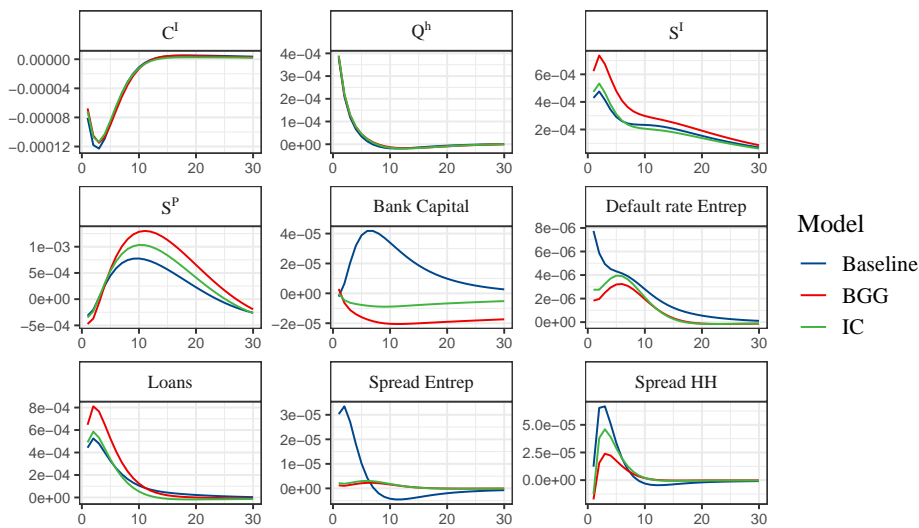 C^I
Q^h
S^I
0.00000
−0.00004
−0.00008
−0.00012
0 10 20 30
4e−04
3e−04
2e−04
1e−04
0e+00
0 10 20 30
6e−04
4e−04
2e−04
0 10 20 30
S^P
Bank Capital
Default rate Entrep
1e−03
5e−04
0e+00
−5e−04
0 10 20 30
4e−05
2e−05
0e+00
−2e−05
0 10 20 30
8e−06
6e−06
4e−06
2e−06
0e+00
0 10 20 30
Loans
Spread Entrep
Spread HH
8e−04
6e−04
4e−04
2e−04
0e+00
0 10 20 30
3e−05
2e−05
1e−05
0e+00
0 10 20 30
5.0e−05
2.5e−05
0.0e+00
0 10 20 30
Model
Baseline
BGG
IC